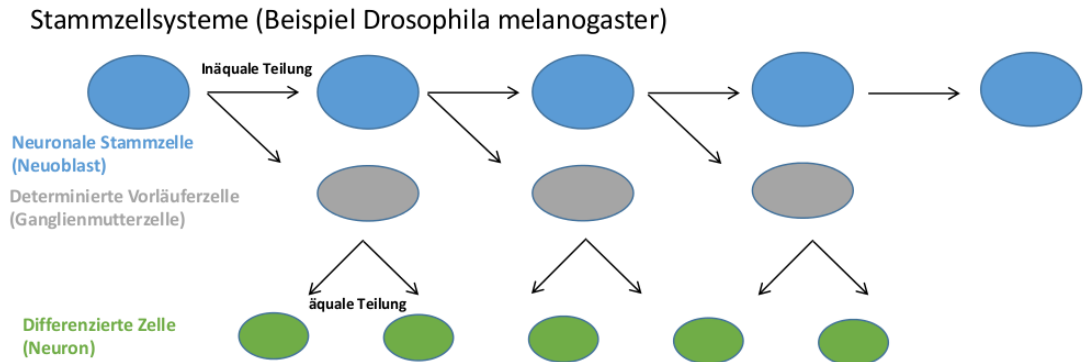 Stammzellsysteme (Beispiel Drosophila melanogaster)
Inäquale Teilung
Neuronale Stammzelle
(Neuoblast)
Determinierte Vorläuferzelle
(Ganglienmutterzelle)
äquale Teilung
Differenzierte Zelle
(Neuron)